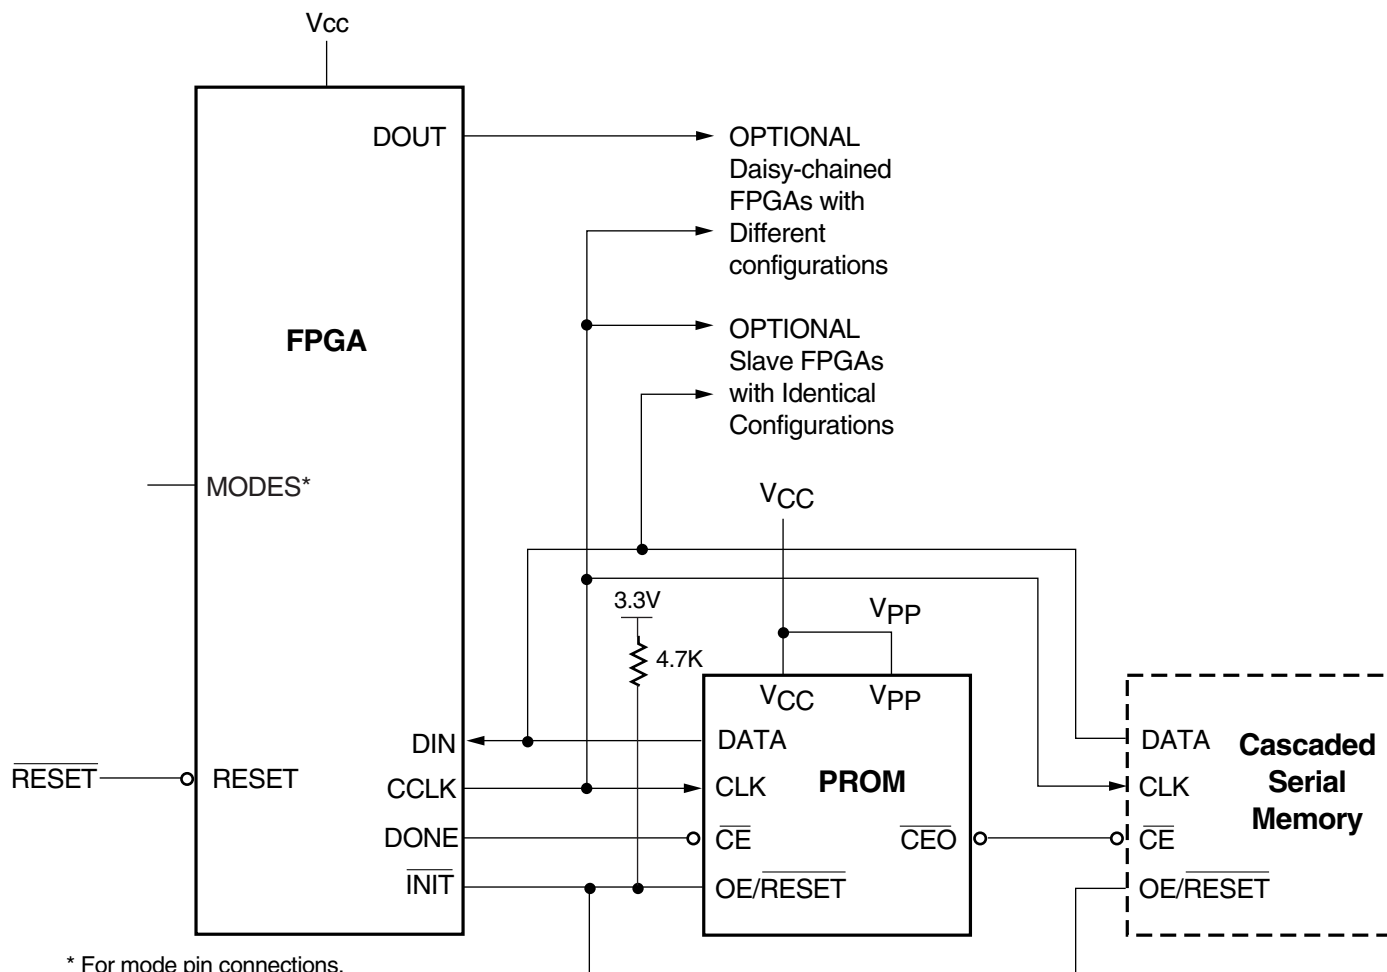 Vcc
DOUT
OPTIONAL
Daisy-chained
FPGAs with
Different
configurations
FPGA
OPTIONAL
Slave FPGAs
with Identical
Configurations
MODES*
VCC
3.3V
4.7K
VPP
VCC
VPP
DIN
DATA
DATA
Cascaded
Serial
Memory
RESET
RESET
CCLK
CLK
PROM
CLK
DONE
CE
CEO
CE
INIT
OE/RESET
OE/RESET
* For mode pin connections.